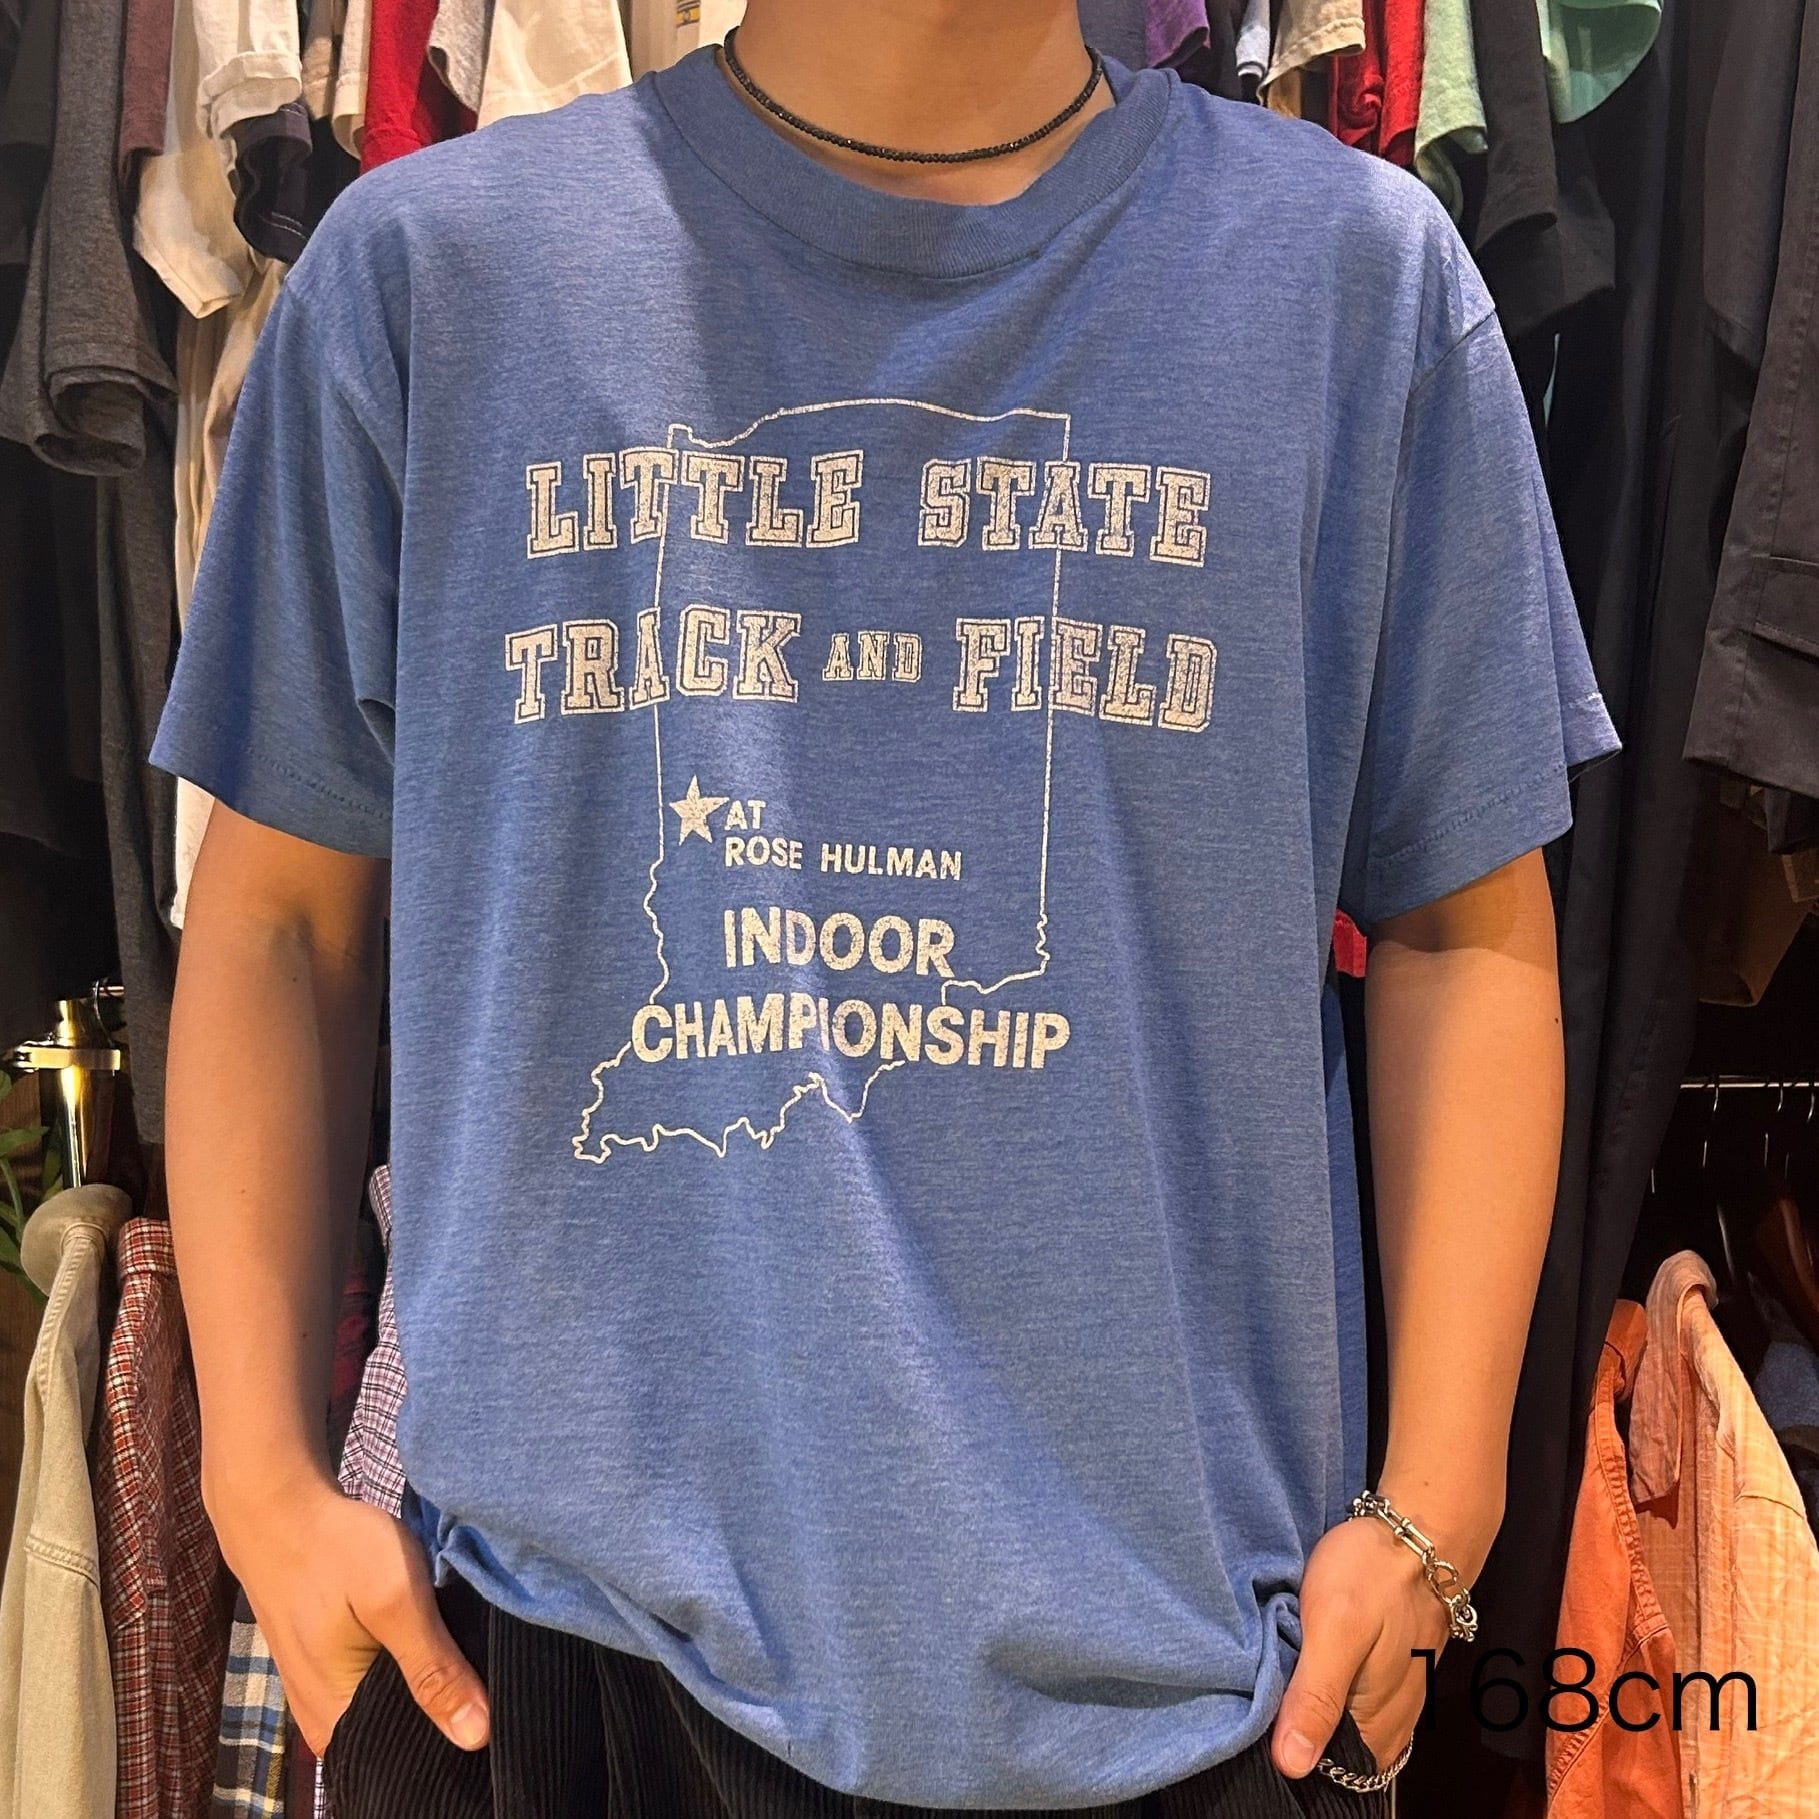 LITTLE STATE
TRACK AND FIELD
AT
ROSE HULMAN
INDOOR
CHAMPIONSHIP
168cm